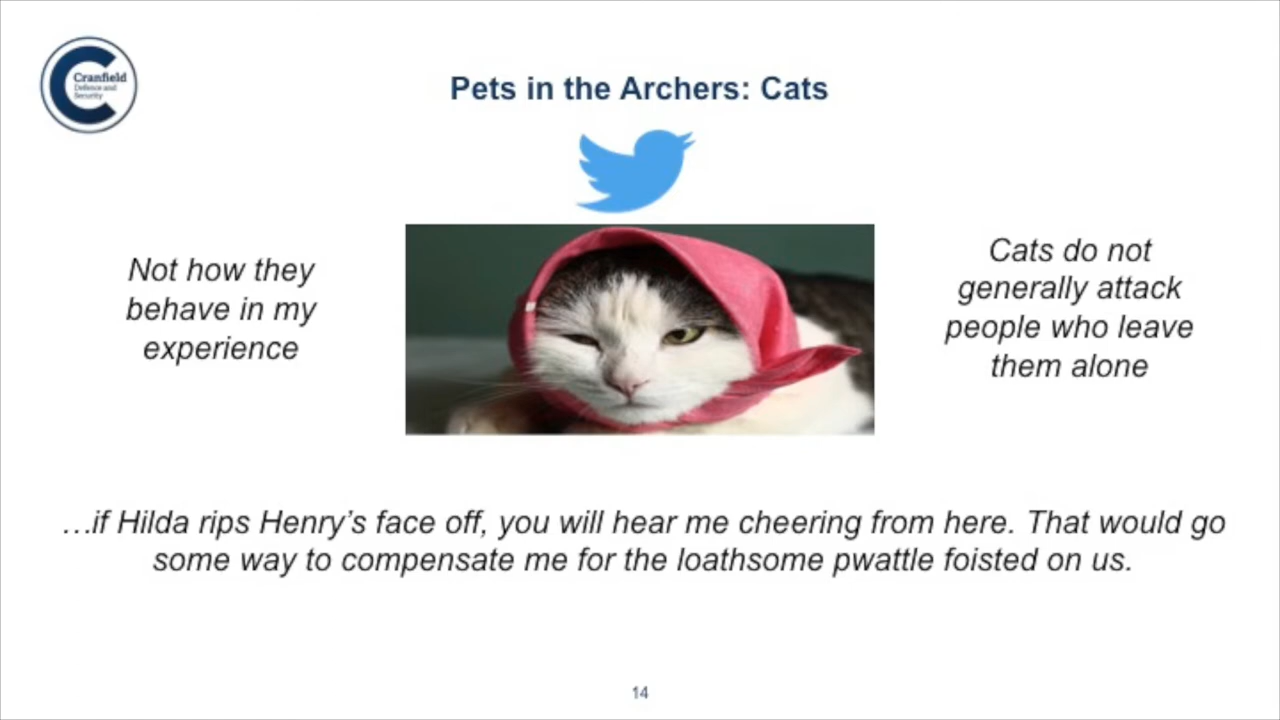 Cranfield
Defence and
Security
Pets in the Archers: Cats
Not how they
behave in my
experience
Cats do not
generally attack
people who leave
them alone
…if Hilda rips Henry’s face off, you will hear me cheering from here. That would go
some way to compensate me for the loathsome pwattle foisted on us.
14